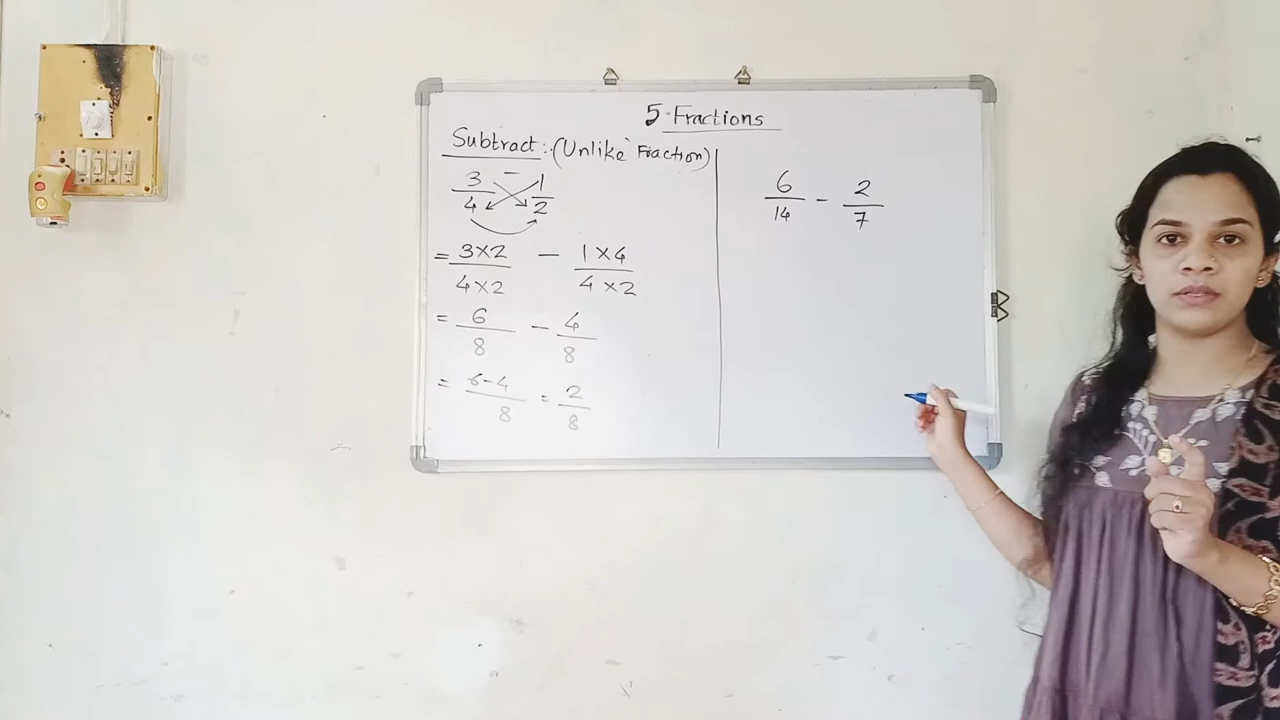 5. Fractions
Subtract:- (Unlike Fraction)
3/4 - 1/2
= 3×2/4×2 - 1×4/4×2
= 6/8 - 4/8
= 6-4/8 = 2/8
6/14 - 2/7